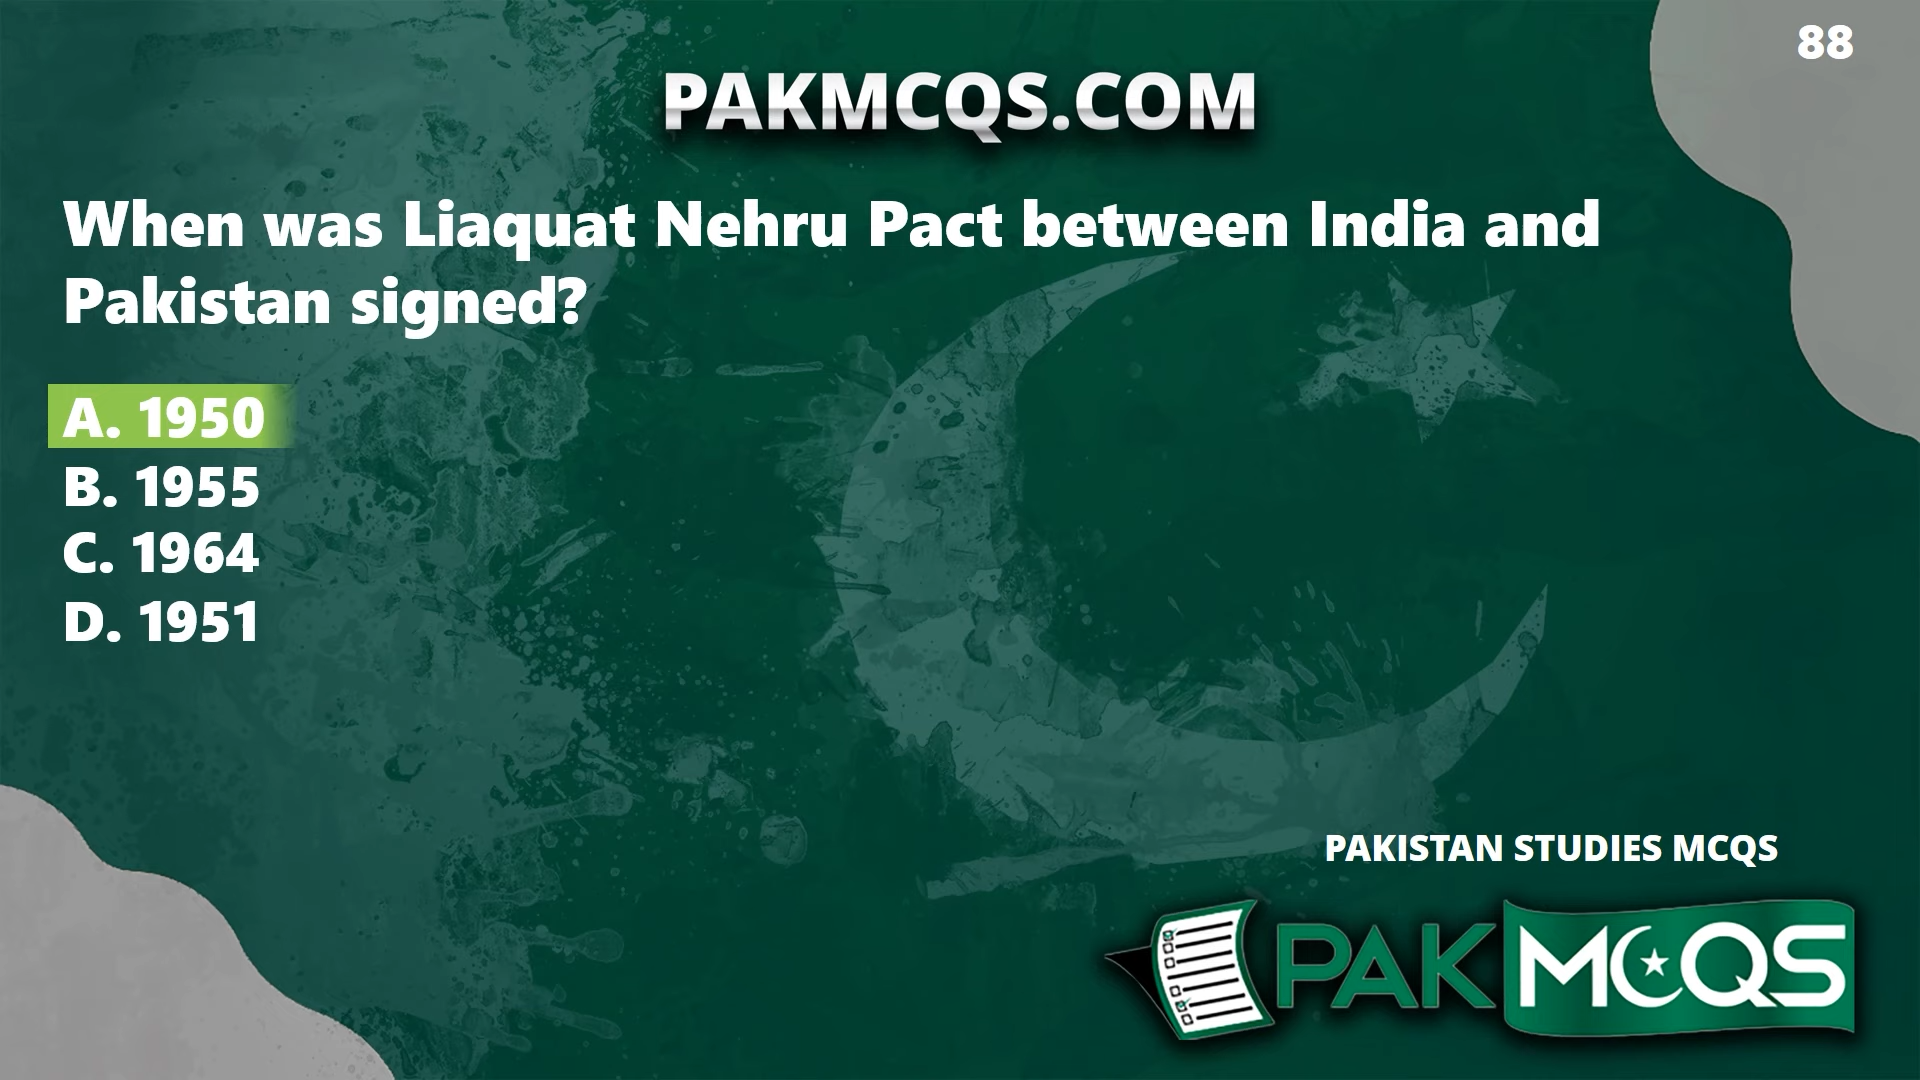 88
PAKMCQS.COM
When was Liaquat Nehru Pact between India and
Pakistan signed?
A. 1950
B. 1955
C. 1964
D. 1951
PAKISTAN STUDIES MCQS
PAKMCQS